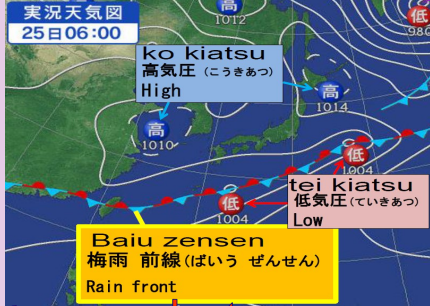 実況天気図
25日06:00
高
1012
低
980
ko kiatsu
高気圧 (こうきあつ)
High
高
1014
高
1010
低
1004
tei kiatsu
低気圧(ていきあつ)
Low
低
1004
Baiu zensen
梅雨 前線(ばいう ぜんせん)
Rain front